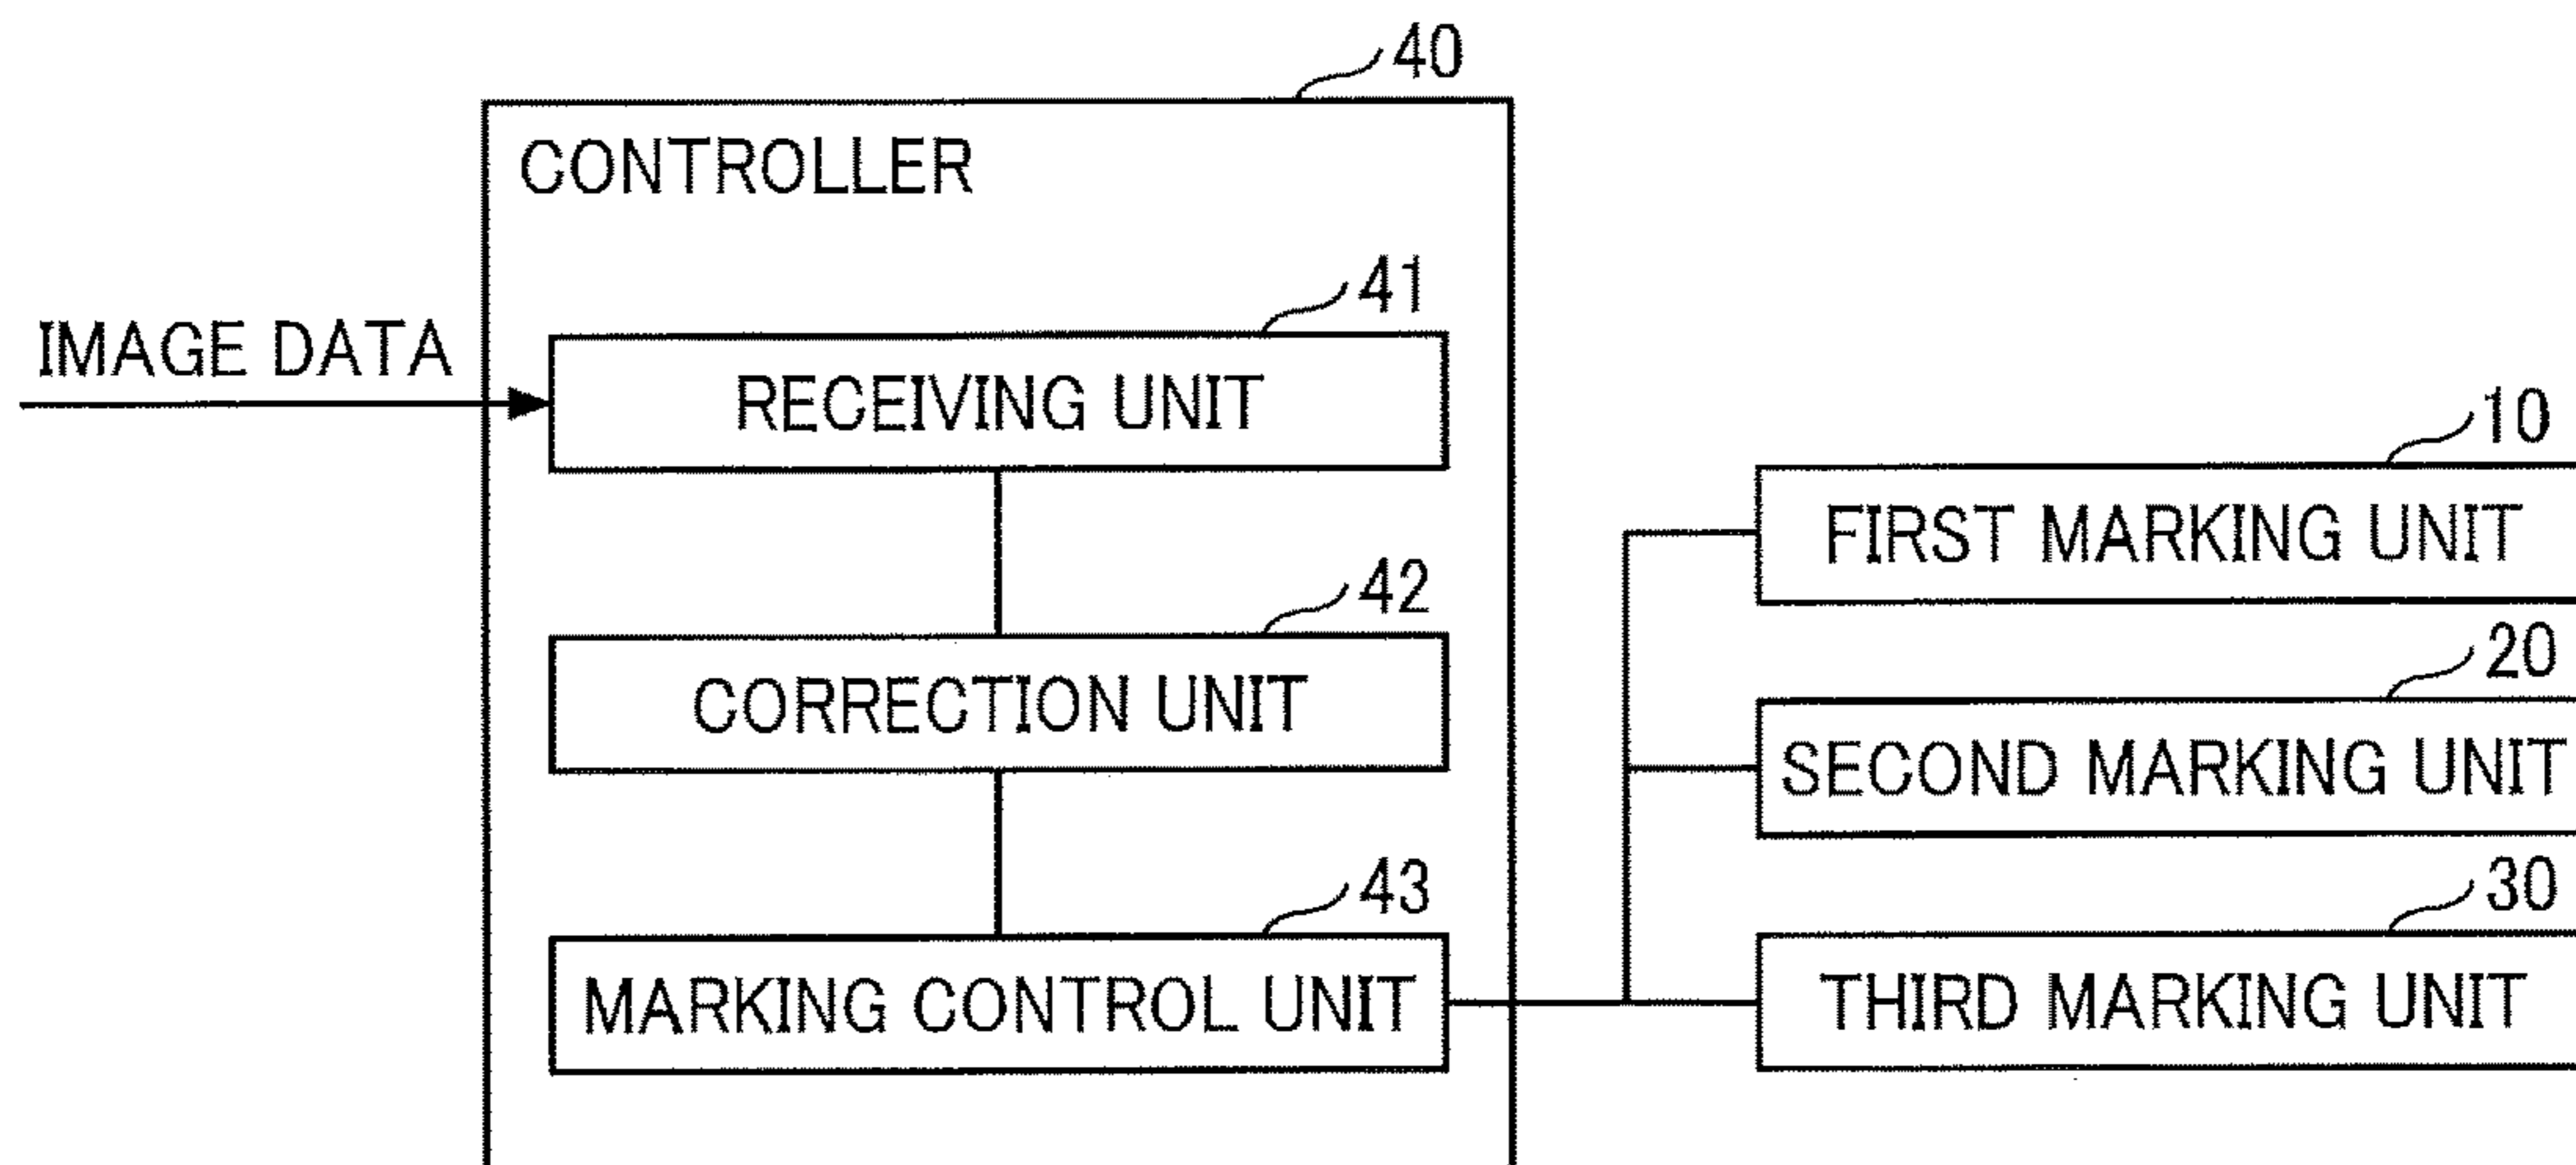 40
CONTROLLER
41
IMAGE DATA
RECEIVING UNIT
10
FIRST MARKING UNIT
42
20
CORRECTION UNIT
SECOND MARKING UNIT
43
30
MARKING CONTROL UNIT
THIRD MARKING UNIT